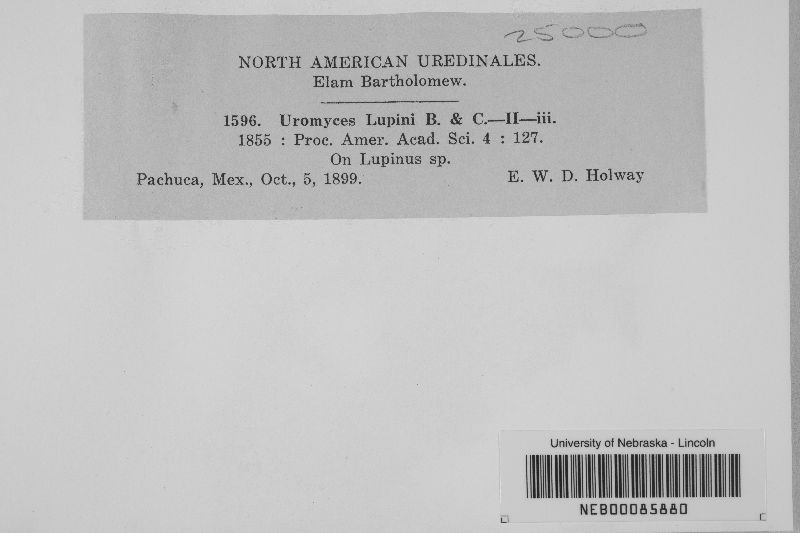 25000
NORTH AMERICAN UREDINALES.
Elam Bartholomew.
1596. Uromyces Lupini B. & C.—II—iii.
1855 : Proc. Amer. Acad. Sci. 4 : 127.
On Lupinus sp.
Pachuca, Mex., Oct., 5, 1899. E. W. D. Holway
University of Nebraska - Lincoln
NEB00085880